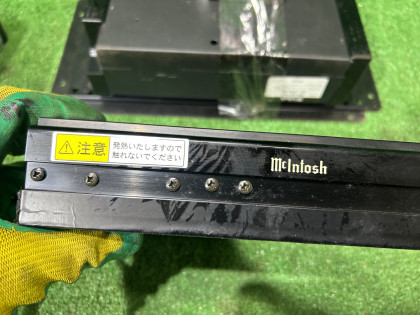 注意
発熱いたしますので
触れないでください
McIntosh